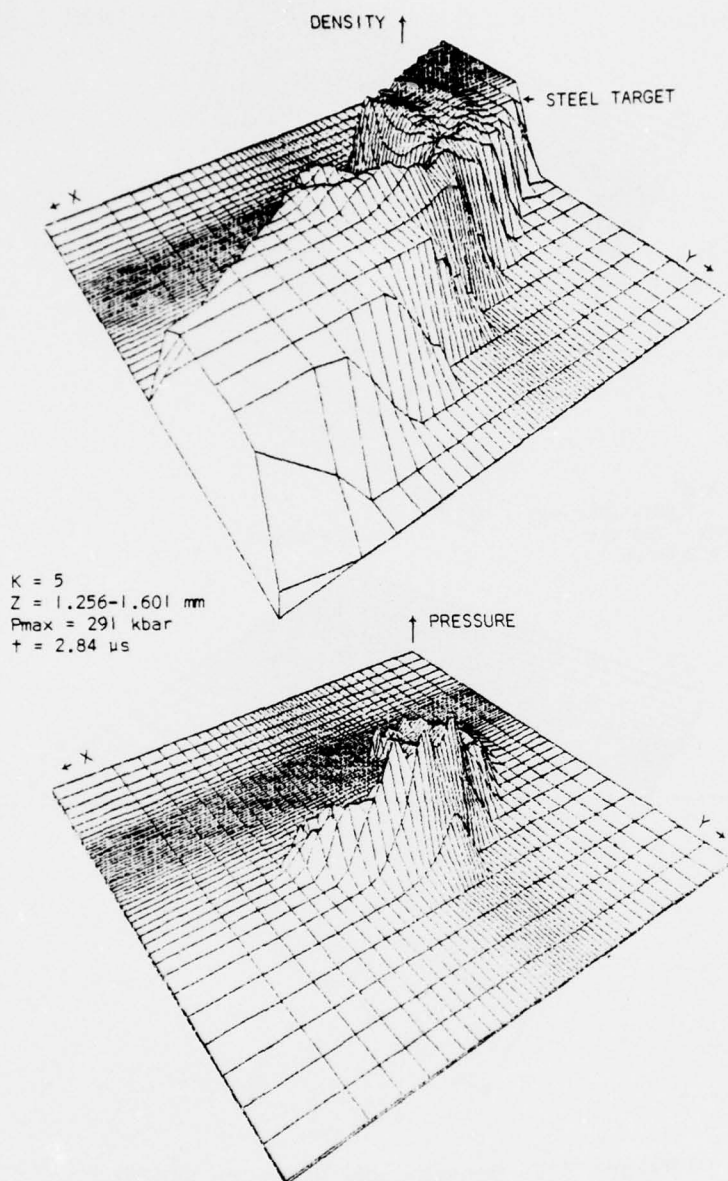 DENSITY ↑
← STEEL TARGET
← X
Y →
K = 5
Z = 1.256-1.601 mm
Pmax = 291 kbar
t = 2.84 µs
↑ PRESSURE
← X
Y →